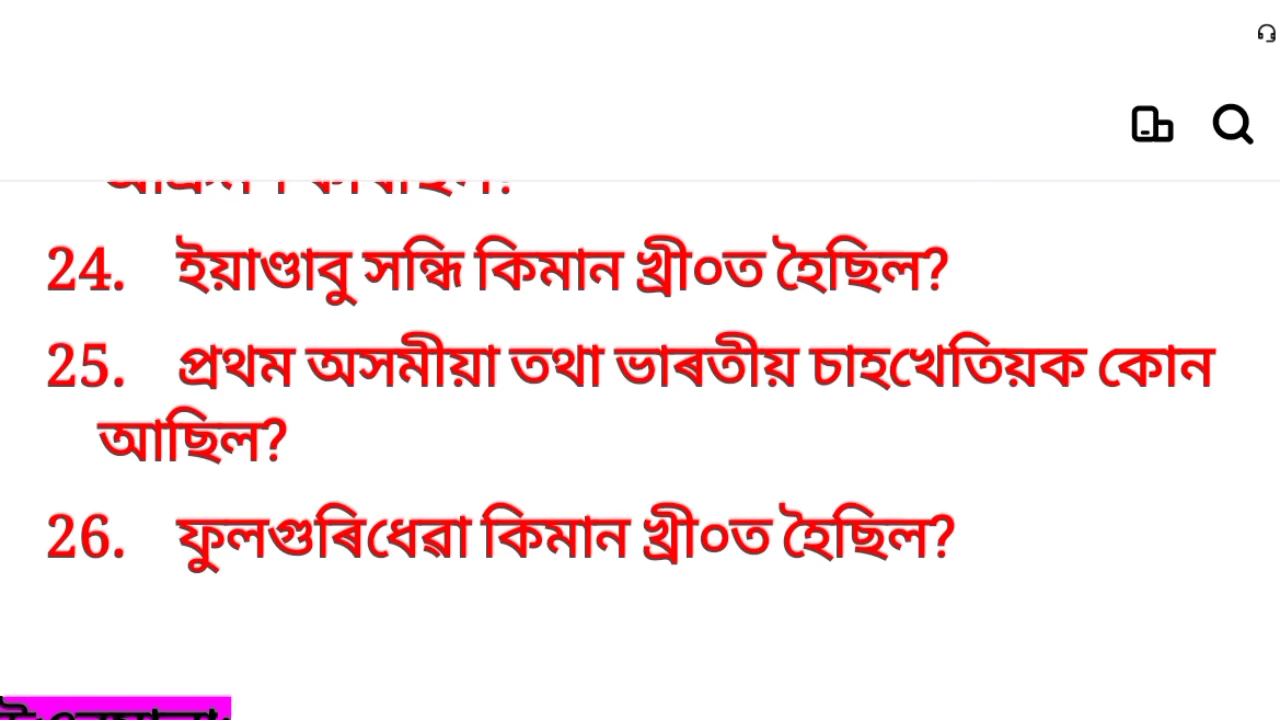 24. ইয়াণ্ডাবু সন্ধি কিমান খ্ৰী০ত হৈছিল?
25. প্ৰথম অসমীয়া তথা ভাৰতীয় চাহখেতিয়ক কোন
আছিল?
26. ফুলগুৰিধেৱা কিমান খ্ৰী০ত হৈছিল?